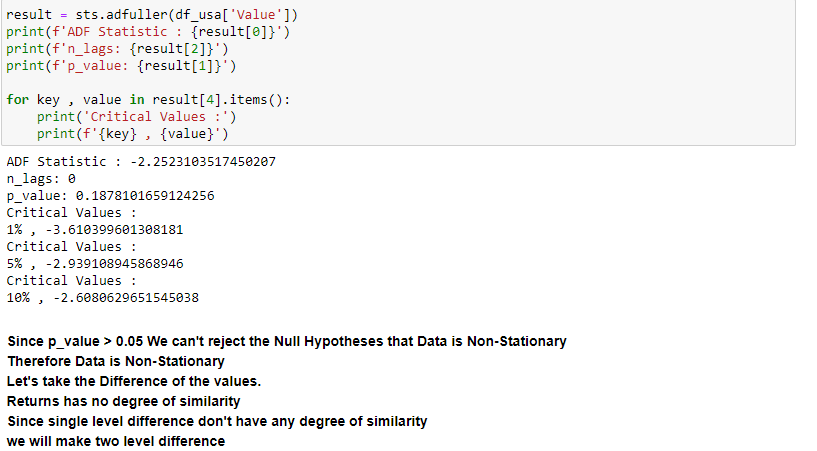 result = sts.adfuller(df_usa['Value'])
print(f'ADF Statistic : {result[0]}')
print(f'n_lags: {result[2]}')
print(f'p_value: {result[1]}')
for key , value in result[4].items():
    print('Critical Values :')
    print(f'{key} , {value}')
ADF Statistic : -2.2523103517450207
n_lags: 0
p_value: 0.1878101659124256
Critical Values :
1% , -3.610399601308181
Critical Values :
5% , -2.939108945868946
Critical Values :
10% , -2.6080629651545038
Since p_value > 0.05 We can't reject the Null Hypotheses that Data is Non-Stationary
Therefore Data is Non-Stationary
Let's take the Difference of the values.
Returns has no degree of similarity
Since single level difference don't have any degree of similarity
we will make two level difference